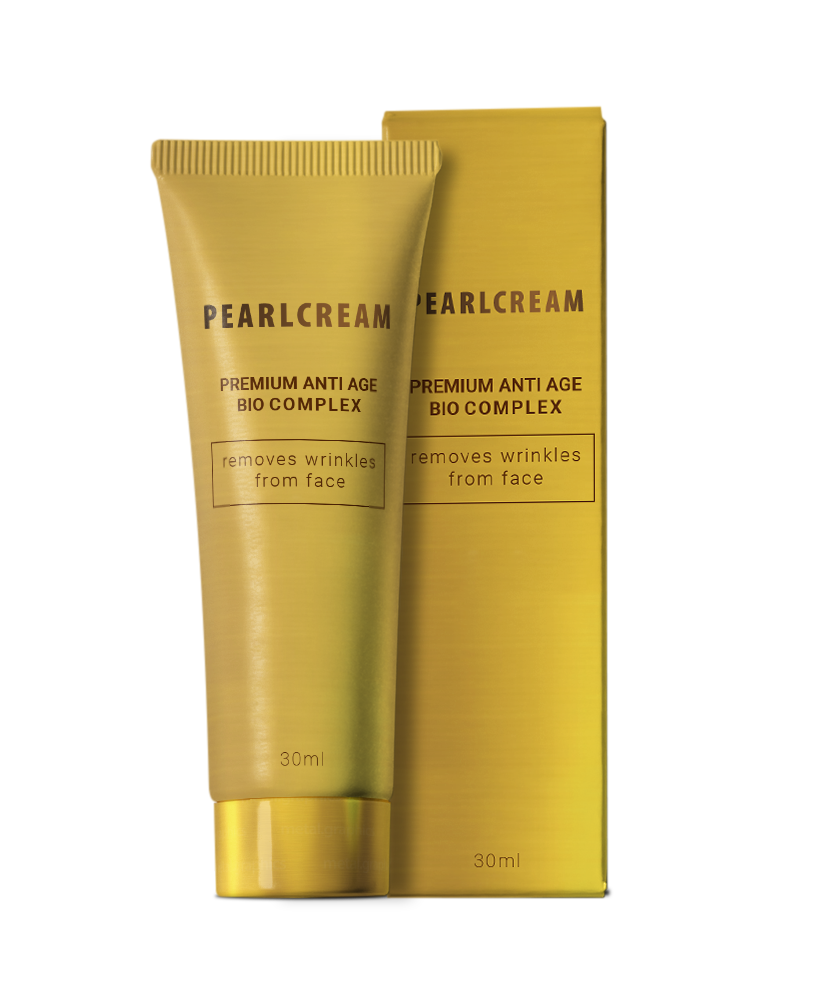 PEARLCREAM
PREMIUM ANTI AGE
BIO COMPLEX
removes wrinkles
from face
30ml
PEARLCREAM
PREMIUM ANTI AGE
BIO COMPLEX
removes wrinkles
from face
30ml